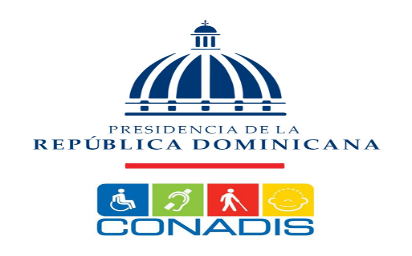 PRESIDENCIA DE LA
REPÚBLICA DOMINICANA
CONADIS